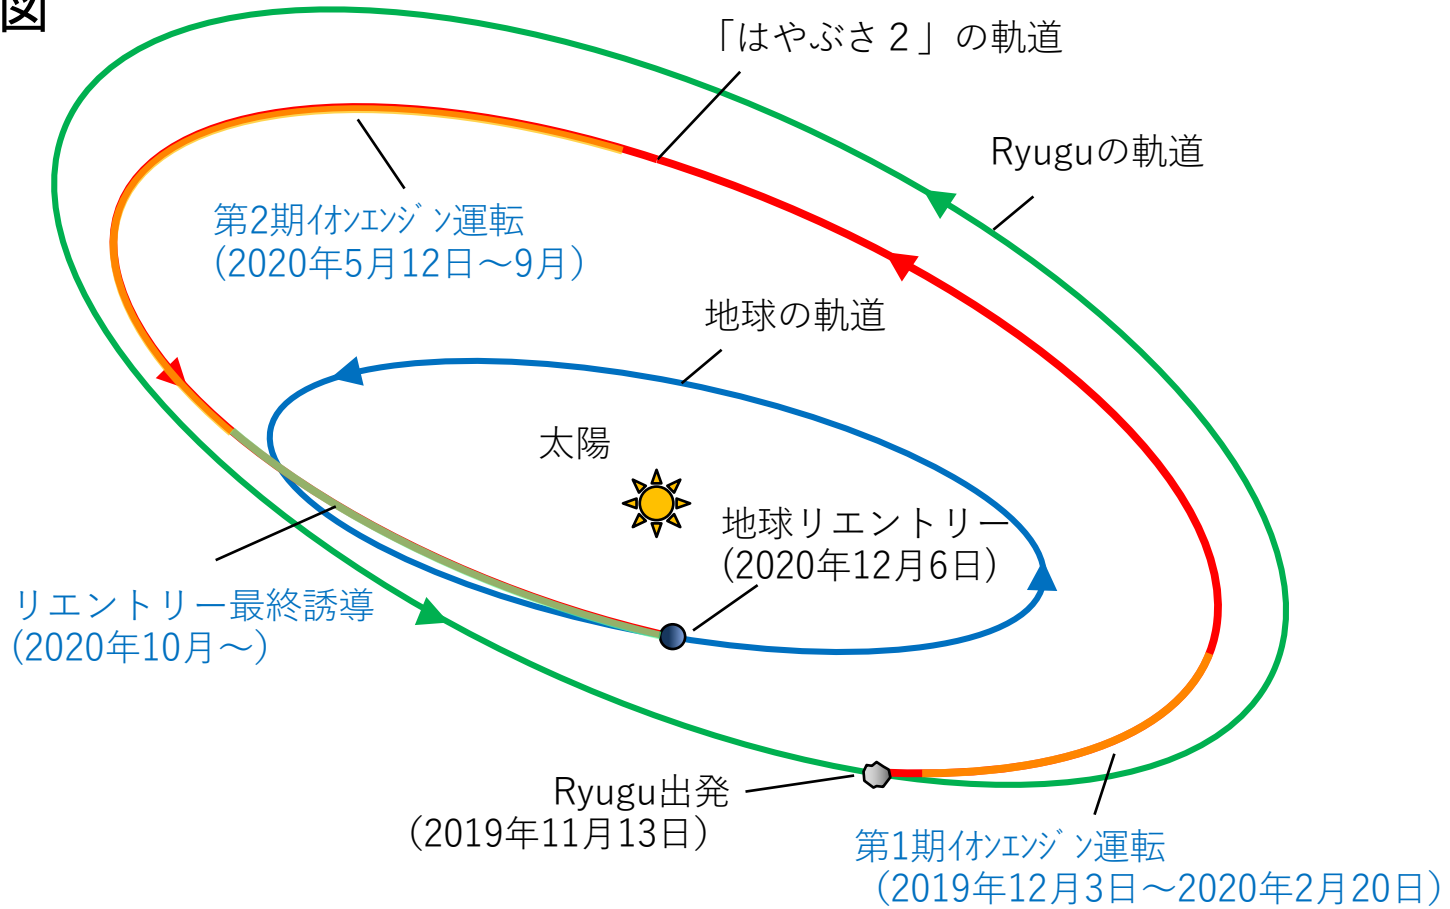 図
「はやぶさ２」の軌道
Ryuguの軌道
第2期ｲｵﾝｴﾝｼﾞﾝ運転
(2020年5月12日～9月)
地球の軌道
太陽
地球リエントリー
(2020年12月6日)
リエントリー最終誘導
(2020年10月～)
Ryugu出発
(2019年11月13日)
第1期ｲｵﾝｴﾝｼﾞﾝ運転
(2019年12月3日～2020年2月20日)